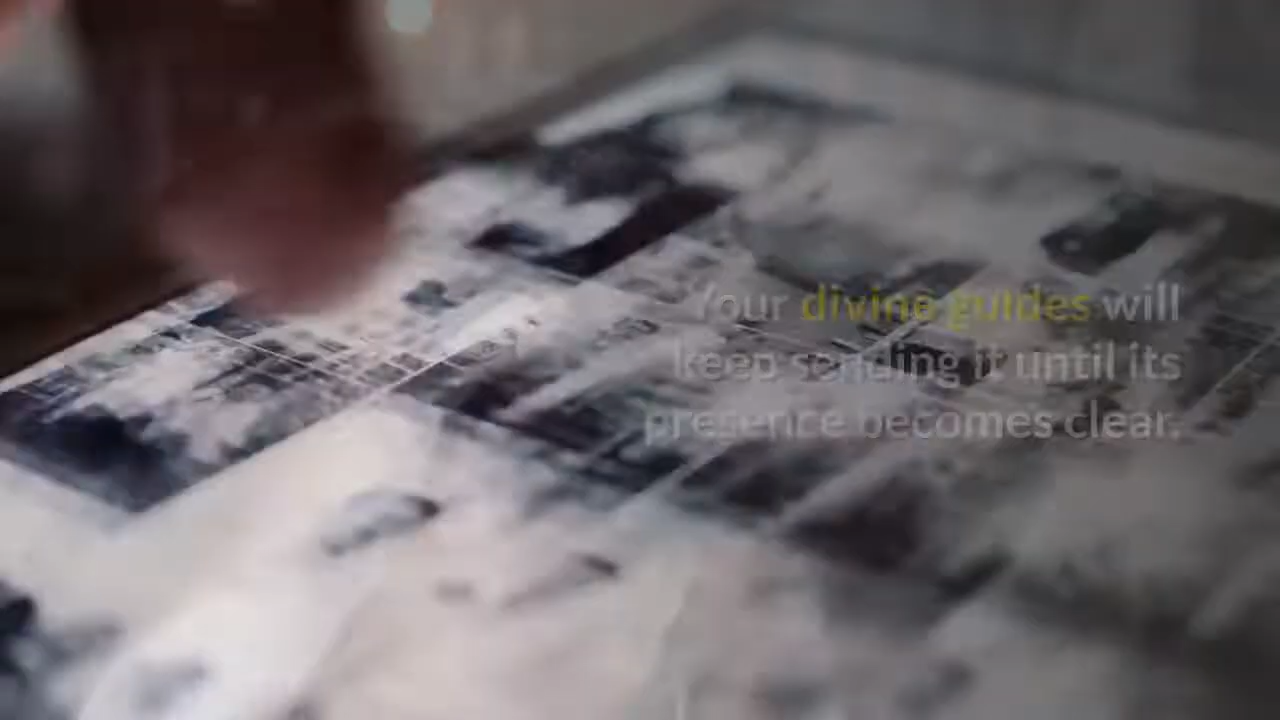 Your divine guides will
keep sending it until its
presence becomes clear.